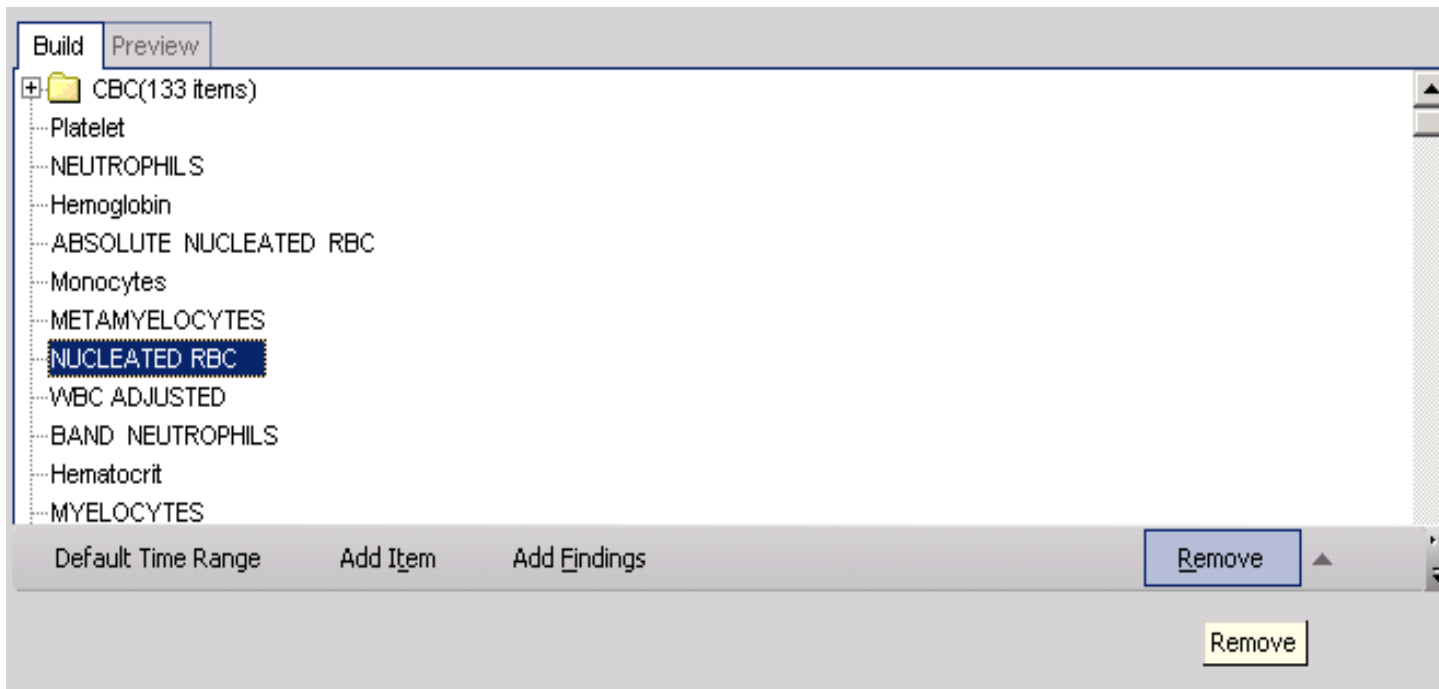 Build Preview
CBC(133 items)
Platelet
NEUTROPHILS
Hemoglobin
ABSOLUTE NUCLEATED RBC
Monocytes
METAMYELOCYTES
NUCLEATED RBC
WBC ADJUSTED
BAND NEUTROPHILS
Hematocrit
MYELOCYTES
Default Time Range Add Item Add Findings Remove
Remove